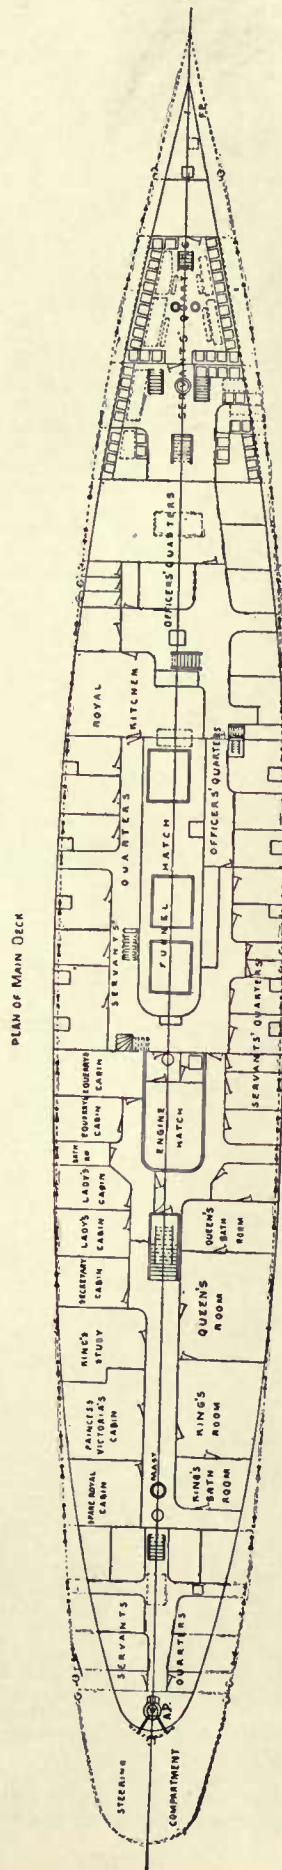 PLAN OF MAIN DECK
F.P.
SERVANTS' QUARTERS
OFFICERS' QUARTERS
ROYAL
KITCHEN
OFFICERS' QUARTERS
SERVANTS' QUARTERS
FUNNEL HATCH
SERVANTS' QUARTERS
EQUERRY'S
CABIN
EQUERRY'S
CABIN
BATH
RM
LADY'S
CABIN
LADY'S
CABIN
SECRETARY
CABIN
ENGINE
HATCH
QUEEN'S
BATH
ROOM
QUEEN'S
ROOM
KING'S
STUDY
PRINCESS
VICTORIA'S
CABIN
KING'S
ROOM
SPARE ROYAL
CABIN
MAST
KING'S
BATH
ROOM
SERVANTS
QUARTERS
A.P.
STEERING
COMPARTMENT